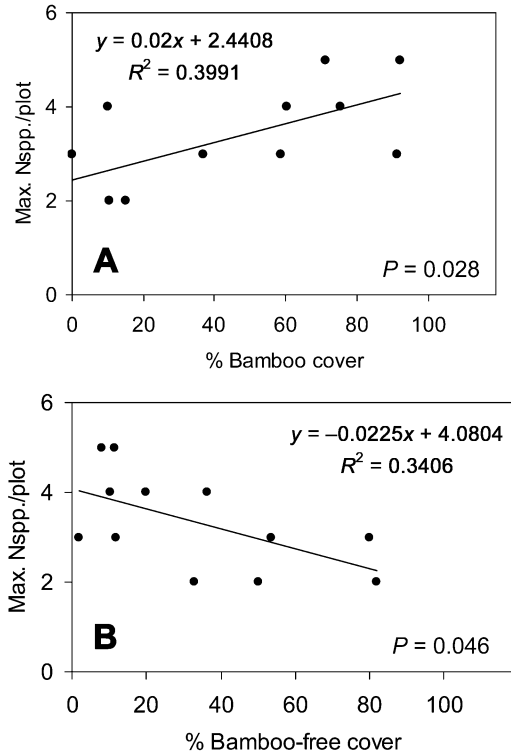 6
y = 0.02x + 2.4408
R² = 0.3991
4
Max. Nspp./plot
2
A
P = 0.028
0
0 20 40 60 80 100
% Bamboo cover
6
y = –0.0225x + 4.0804
R² = 0.3406
4
Max. Nspp./plot
2
B
P = 0.046
0
0 20 40 60 80 100
% Bamboo-free cover